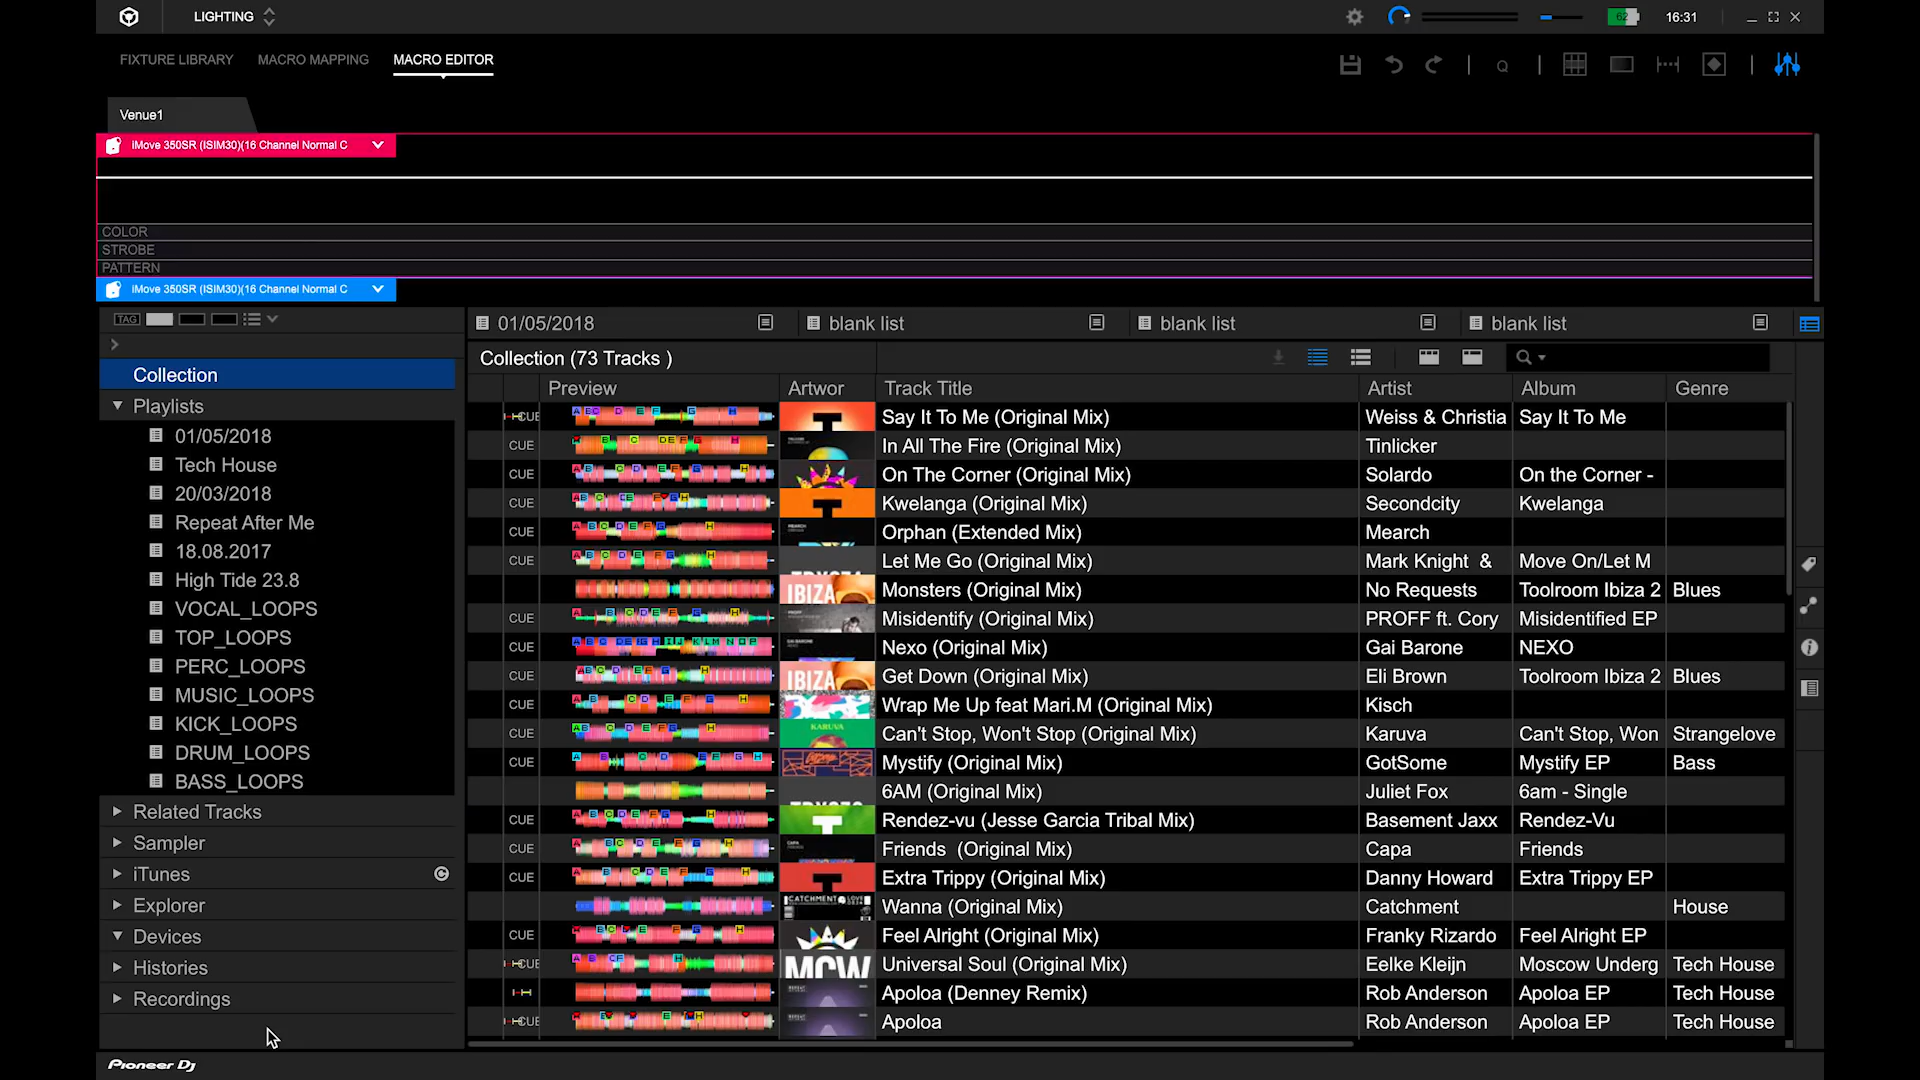 LIGHTING
62
16:31
FIXTURE LIBRARY
MACRO MAPPING
MACRO EDITOR
Venue1
iMove 350SR (ISIM30)(16 Channel Normal C
COLOR
STROBE
PATTERN
iMove 350SR (ISIM30)(16 Channel Normal C
TAG
01/05/2018
blank list
blank list
blank list
Collection
Collection (73 Tracks )
Playlists
01/05/2018
Tech House
20/03/2018
Repeat After Me
18.08.2017
High Tide 23.8
VOCAL_LOOPS
TOP_LOOPS
PERC_LOOPS
MUSIC_LOOPS
KICK_LOOPS
DRUM_LOOPS
BASS_LOOPS
Related Tracks
Sampler
iTunes
Explorer
Devices
Histories
Recordings
Preview Artwor Track Title Artist Album Genre
CUE Say It To Me (Original Mix) Weiss & Christia Say It To Me
CUE In All The Fire (Original Mix) Tinlicker
CUE On The Corner (Original Mix) Solardo On the Corner -
CUE Kwelanga (Original Mix) Secondcity Kwelanga
CUE Orphan (Extended Mix) Mearch
CUE Let Me Go (Original Mix) Mark Knight & Move On/Let M
IBIZA Monsters (Original Mix) No Requests Toolroom Ibiza 2 Blues
CUE Misidentify (Original Mix) PROFF ft. Cory Misidentified EP
CUE Nexo (Original Mix) Gai Barone NEXO
CUE IBIZA Get Down (Original Mix) Eli Brown Toolroom Ibiza 2 Blues
CUE Wrap Me Up feat Mari.M (Original Mix) Kisch
CUE KARUVA Can't Stop, Won't Stop (Original Mix) Karuva Can't Stop, Won Strangelove
CUE Mystify (Original Mix) GotSome Mystify EP Bass
6AM (Original Mix) Juliet Fox 6am - Single
CUE Rendez-vu (Jesse Garcia Tribal Mix) Basement Jaxx Rendez-Vu
CUE Friends (Original Mix) Capa Friends
CUE Extra Trippy (Original Mix) Danny Howard Extra Trippy EP
CATCHMENT Wanna (Original Mix) Catchment House
CUE Feel Alright (Original Mix) Franky Rizardo Feel Alright EP
CUE MCW Universal Soul (Original Mix) Eelke Kleijn Moscow Underg Tech House
Apoloa (Denney Remix) Rob Anderson Apoloa EP Tech House
CUE Apoloa Rob Anderson Apoloa EP Tech House
Pioneer Dj